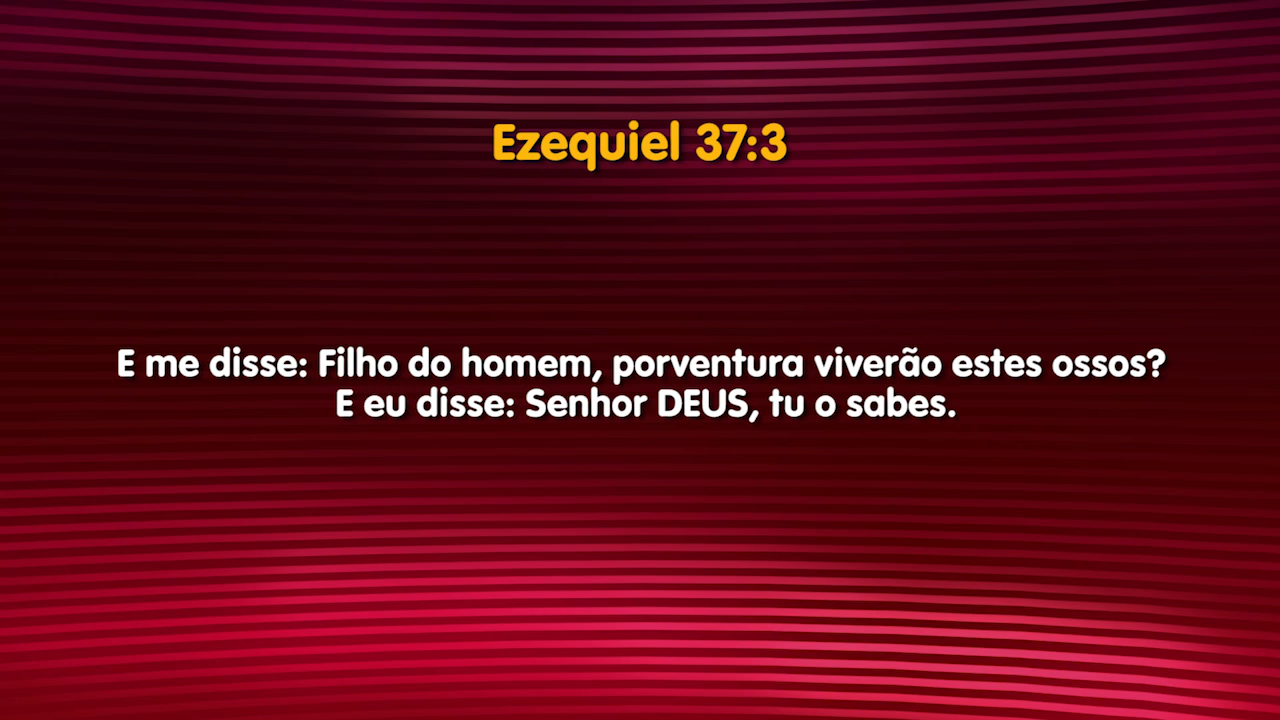 Ezequiel 37:3
E me disse: Filho do homem, porventura viverão estes ossos?
E eu disse: Senhor DEUS, tu o sabes.